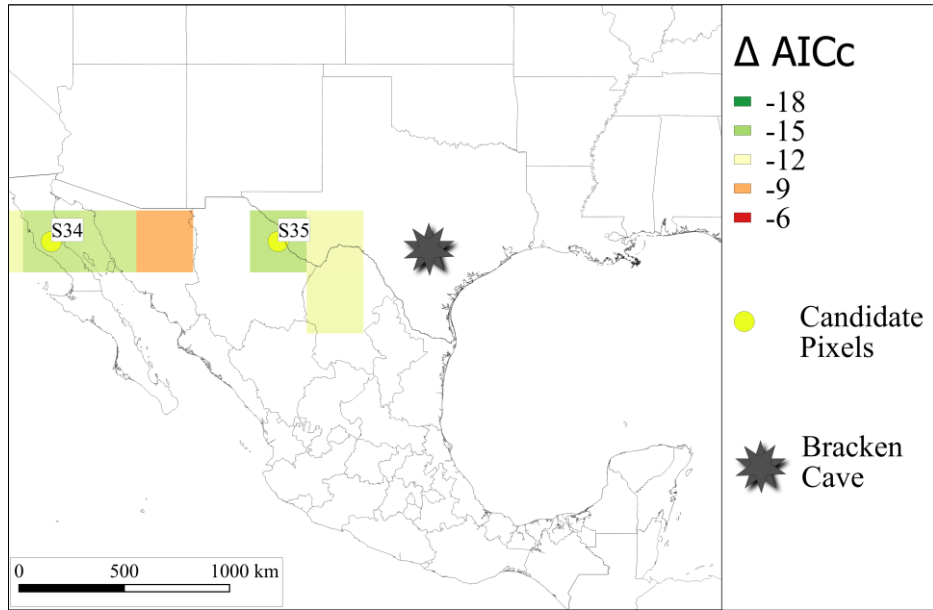 Δ AICc
-18
-15
-12
-9
-6
S34
S35
Candidate
Pixels
Bracken
Cave
0 500 1000 km